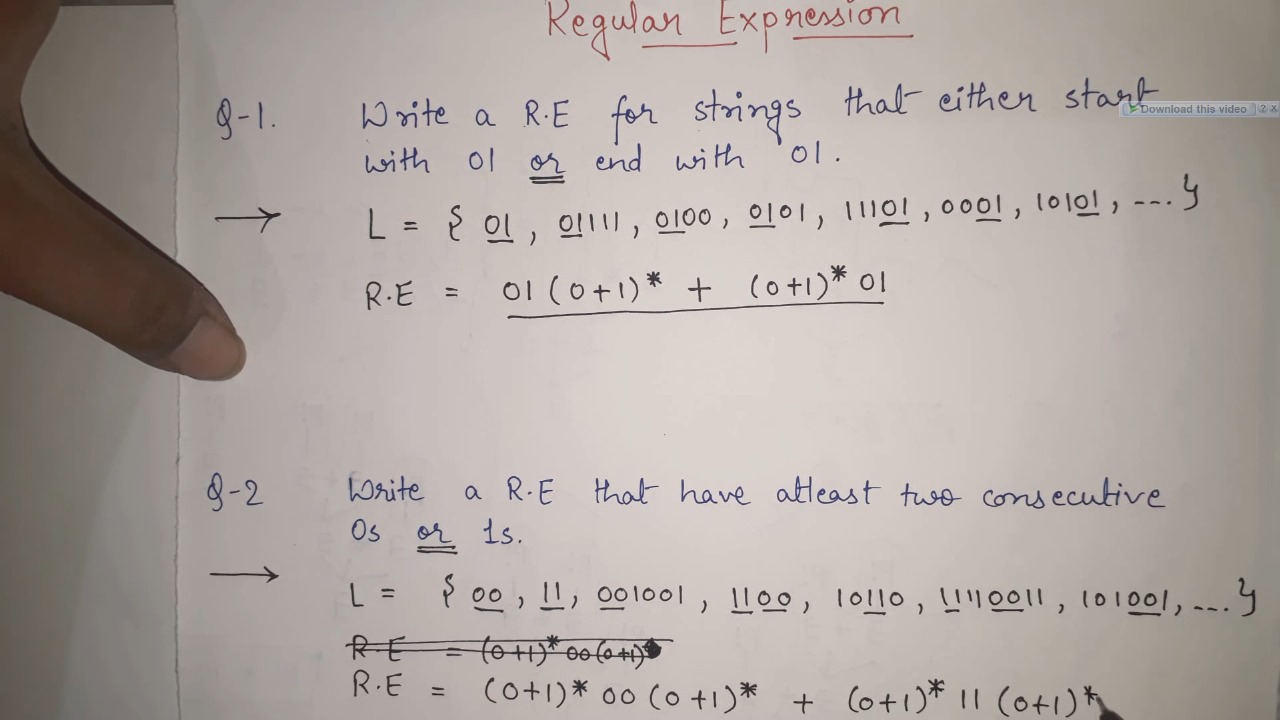 Regular Expression
Q-1. Write a R.E for strings that either start
Download this video ? x
with 01 or end with 01.
→ L = { 01, 01111, 0100, 0101, 11101, 0001, 10101, ---- }
R.E = 01(0+1)* + (0+1)* 01
Q-2 Write a R.E that have atleast two consecutive
0s or 1s.
→ L = { 00, 11, 001001, 1100, 10110, 11110011, 101001, ---- }
R.E = (0+1)* 00(0+1)*
R.E = (0+1)* 00 (0+1)* + (0+1)* 11 (0+1)*